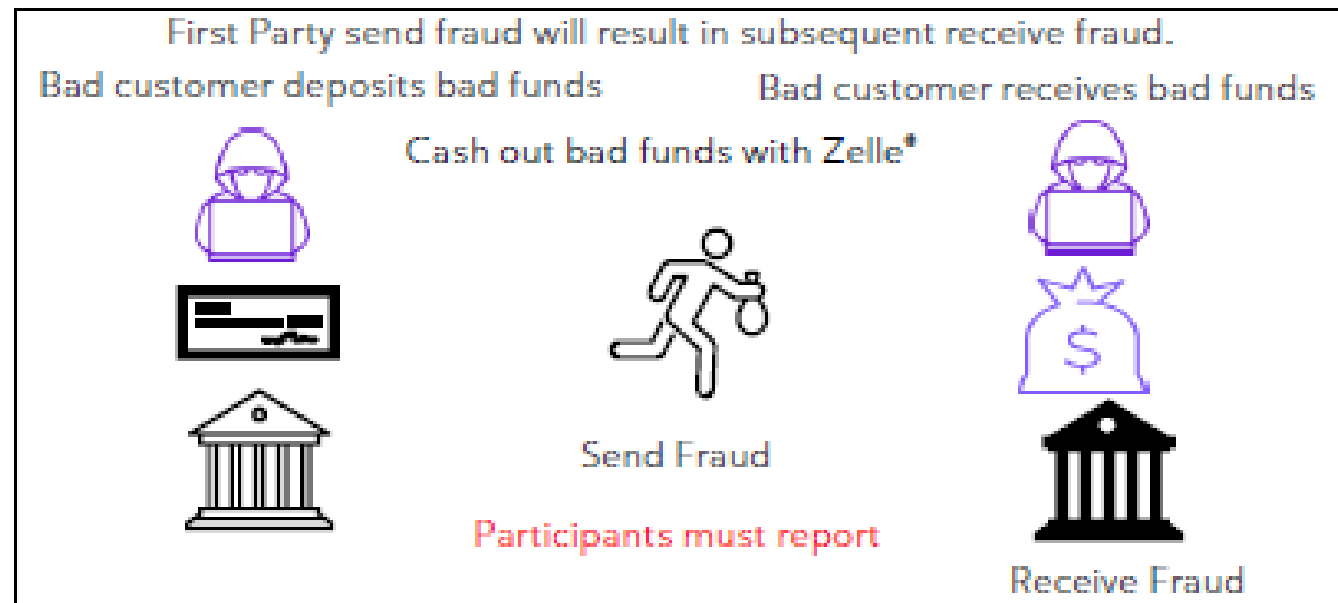 First Party send fraud will result in subsequent receive fraud.
Bad customer deposits bad funds
Bad customer receives bad funds
Cash out bad funds with Zelle®
$
Send Fraud
Participants must report
Receive Fraud